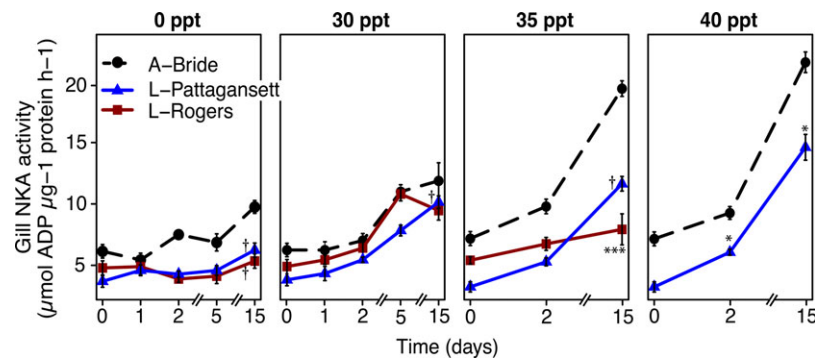 0 ppt 30 ppt 35 ppt 40 ppt
A−Bride
L−Pattagansett
L−Rogers
Gill NKA activity
(µmol ADP µg−1 protein h−1)
20
15
10
5
† † † † *** * *
0 1 2 5 15 0 1 2 5 15 0 2 15 0 2 15
Time (days)